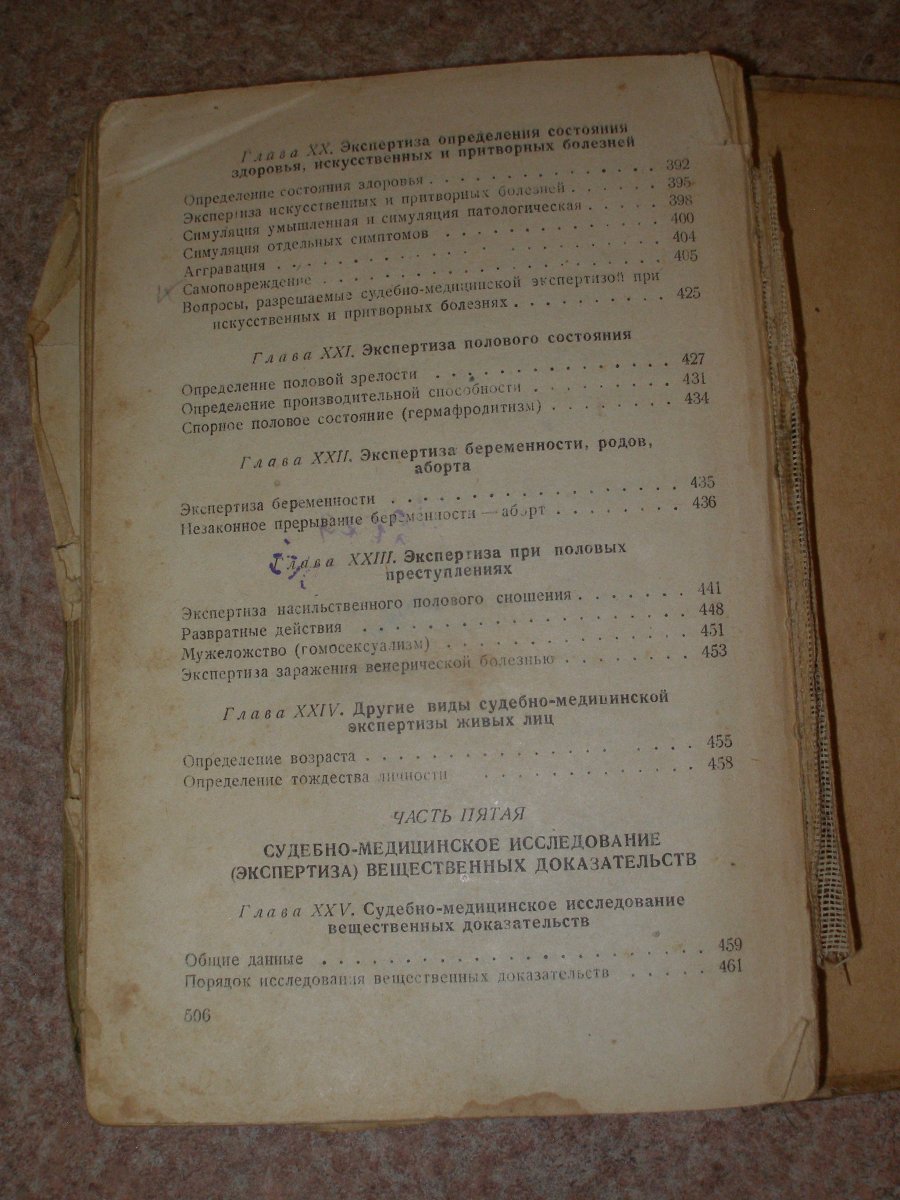 Глава XX. Экспертиза определения состояния
здоровья, искусственных и притворных болезней
Определение состояния здоровья . . . . . . . . . . . . . 392
Экспертиза искусственных и притворных болезней . . . . . . 395
Симуляция умышленная и симуляция патологическая . . . . . 398
Симуляция отдельных симптомов . . . . . . . . . . . . 400
Аггравация . . . . . . . . . . . . . . . . . . . 404
Самоповреждение . . . . . . . . . . . . . . . . . 405
Вопросы, разрешаемые судебно-медицинской экспертизой при
искусственных и притворных болезнях . . . . . . . . . 425
Глава XXI. Экспертиза полового состояния
Определение половой зрелости . . . . . . . . . . . . 427
Определение производительной способности . . . . . . . . 431
Спорное половое состояние (гермафродитизм) . . . . . . . . 434
Глава XXII. Экспертиза беременности, родов,
аборта
Экспертиза беременности . . . . . . . . . . . . . . 435
Незаконное прерывание беременности — аборт . . . . . . . . 436
Глава XXIII. Экспертиза при половых
преступлениях
Экспертиза насильственного полового сношения . . . . . . . 441
Развратные действия . . . . . . . . . . . . . . . . 448
Мужеложство (гомосексуализм) . . . . . . . . . . . . . 451
Экспертиза заражения венерической болезнью . . . . . . . . 453
Глава XXIV. Другие виды судебно-медицинской
экспертизы живых лиц
Определение возраста . . . . . . . . . . . . . . . 455
Определение тождества личности . . . . . . . . . . . 458
ЧАСТЬ ПЯТАЯ
СУДЕБНО-МЕДИЦИНСКОЕ ИССЛЕДОВАНИЕ
(ЭКСПЕРТИЗА) ВЕЩЕСТВЕННЫХ ДОКАЗАТЕЛЬСТВ
Глава XXV. Судебно-медицинское исследование
вещественных доказательств
Общие данные . . . . . . . . . . . . . . . . . . 459
Порядок исследования вещественных доказательств . . . . . 461
506